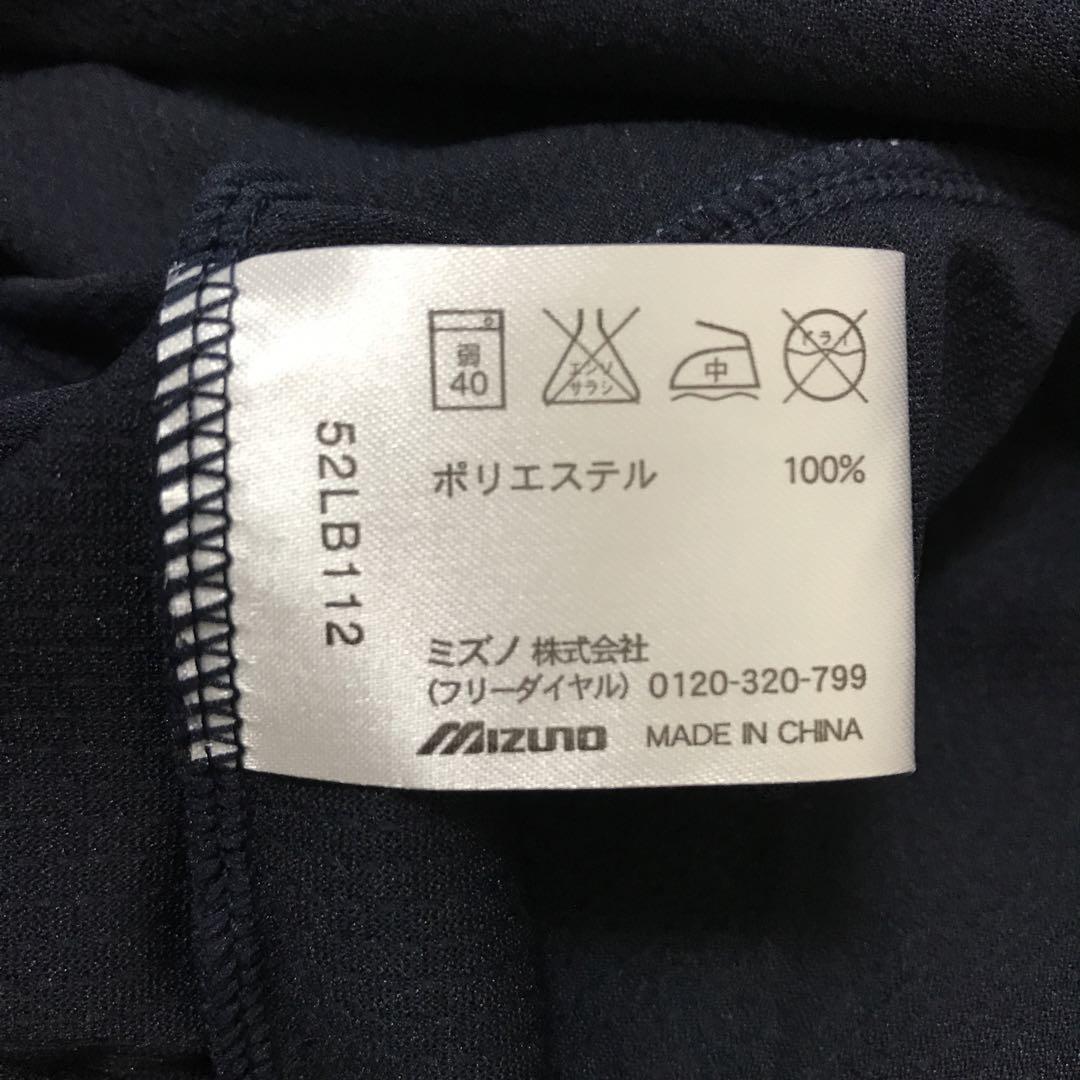 弱
40
エンソ
サラシ
中
ドライ
ポリエステル 100%
52LB112
ミズノ 株式会社
(フリーダイヤル) 0120-320-799
MIZUNO MADE IN CHINA